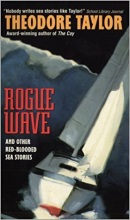 "Nobody writes sea stories like Taylor!" School Library Journal
THEODORE TAYLOR
Award-winning author of The Cay
ROGUE
WAVE
AND OTHER
RED-BLOODED
SEA STORIES